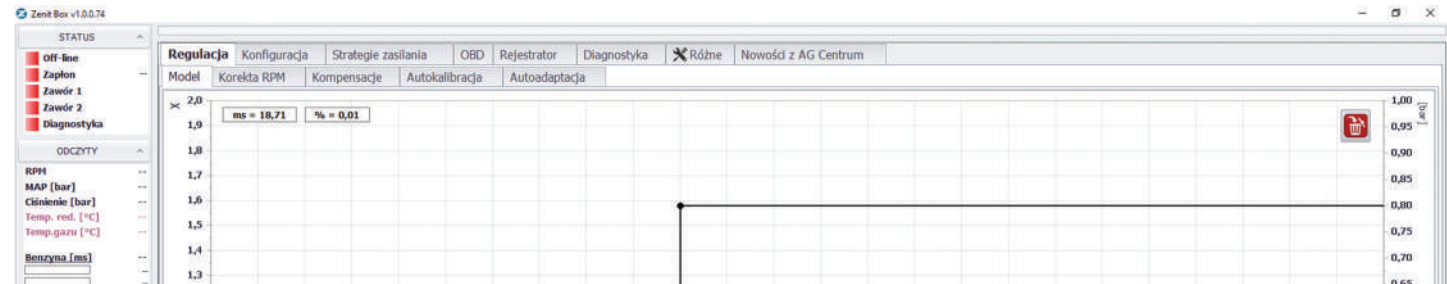 Zenit Box v1.0.0.74
STATUS
Off-line
Zapłon --
Zawór 1
Zawór 2
Diagnostyka
ODCZYTY
RPM --
MAP [bar] --
Ciśnienie [bar] --
Temp. red. [°C] --
Temp.gazu [°C] --
Benzyna [ms] --
--
--
Regulacja Konfiguracja Strategie zasilania OBD Rejestrator Diagnostyka Różne Nowości z AG Centrum
Model Korekta RPM Kompensacje Autokalibracja Autoadaptacja
ms = 18,71 % = 0,01
X
2,0
1,9
1,8
1,7
1,6
1,5
1,4
1,3
1,00
0,95
0,90
0,85
0,80
0,75
0,70
0,65
[bar]